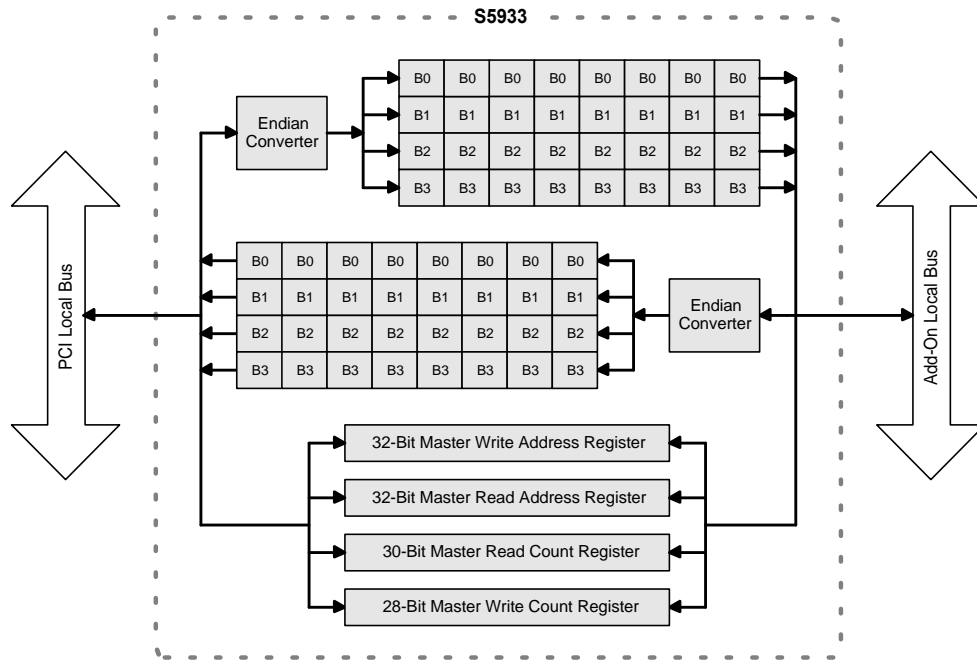 S5933
Endian
Converter
B0 B0 B0 B0 B0 B0 B0 B0
B1 B1 B1 B1 B1 B1 B1 B1
B2 B2 B2 B2 B2 B2 B2 B2
B3 B3 B3 B3 B3 B3 B3 B3
PCI Local Bus
B0 B0 B0 B0 B0 B0 B0 B0
B1 B1 B1 B1 B1 B1 B1 B1
B2 B2 B2 B2 B2 B2 B2 B2
B3 B3 B3 B3 B3 B3 B3 B3
Endian
Converter
Add-On Local Bus
32-Bit Master Write Address Register
32-Bit Master Read Address Register
30-Bit Master Read Count Register
28-Bit Master Write Count Register